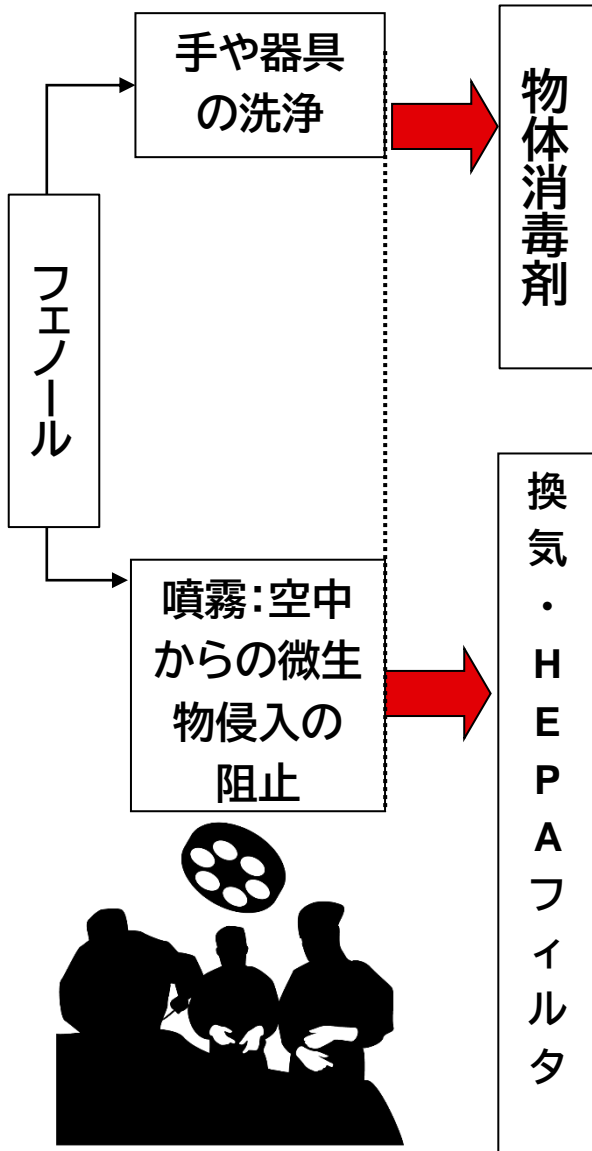 手や器具
の洗浄
物体消毒剤
フェノール
噴霧：空中
からの微生
物侵入の
阻止
換気・HEPAフィルタ